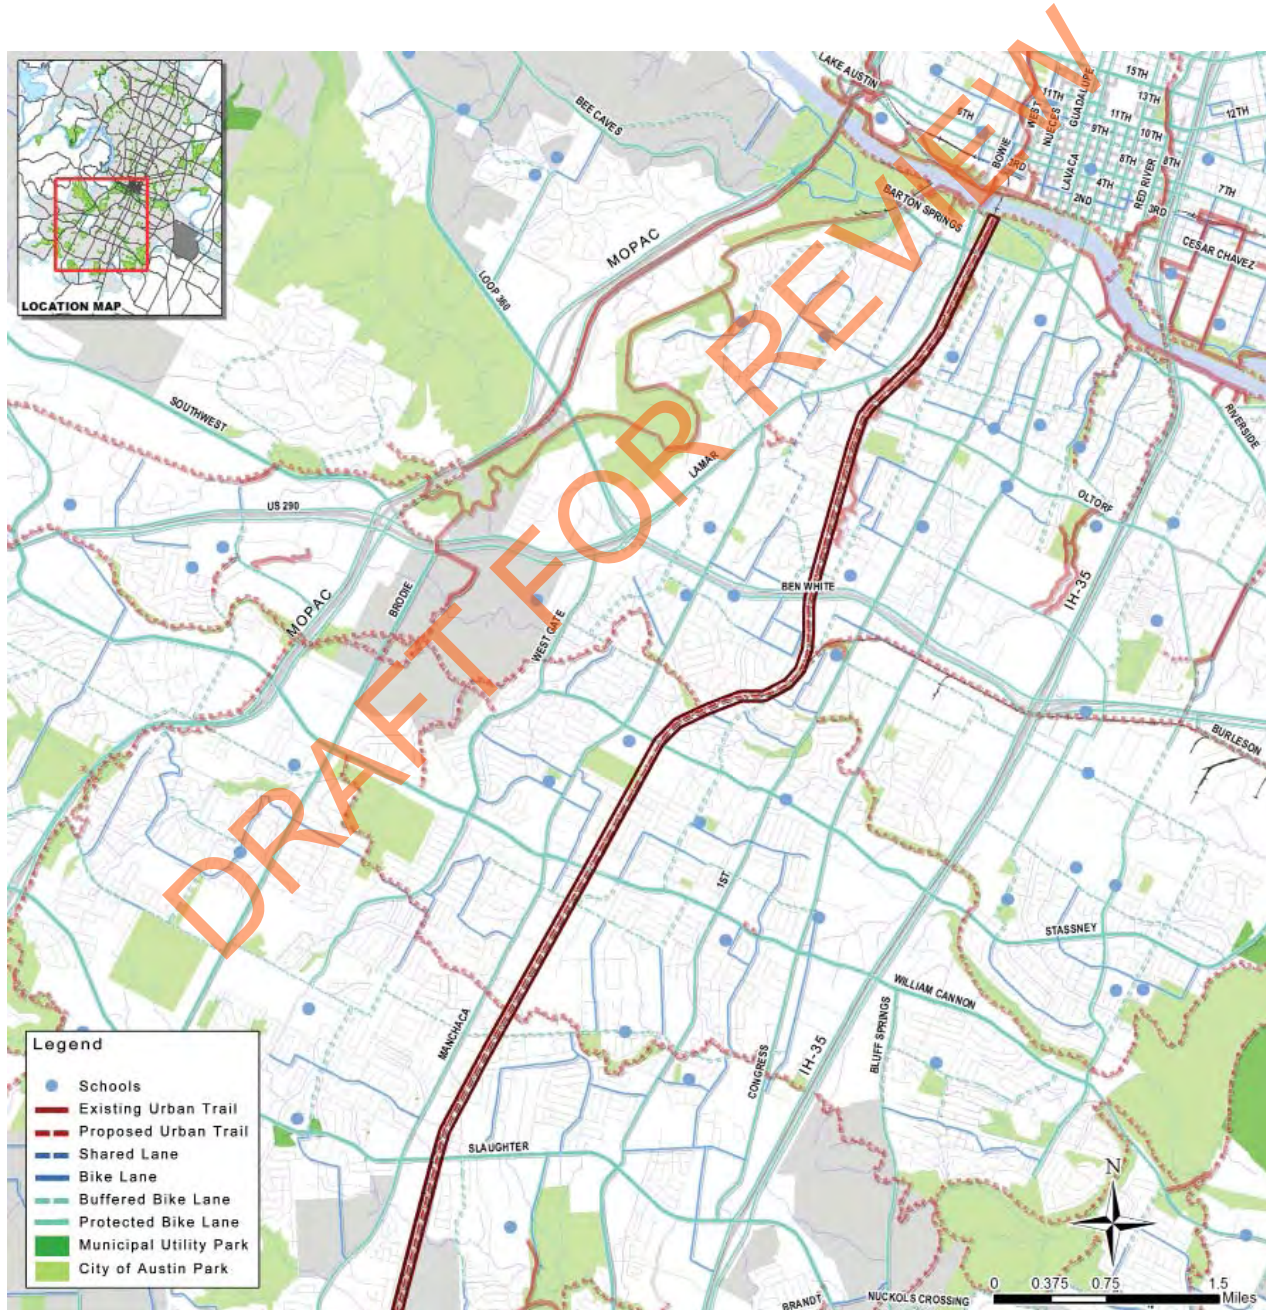 LAKE AUSTIN
15TH
13TH
12TH
11TH
11TH
10TH
9TH
8TH
8TH
7TH
6TH
4TH
3RD
3RD
2ND
WEST
NUECES
GUADALUPE
BOWIE
LAVACA
RED RIVER
CESAR CHAVEZ
BEE CAVES
BARTON SPRINGS
MOPAC
LOOP 360
LOCATION MAP
SOUTHWEST
US 290
LAMAR
RIVERSIDE
OLTORF
BEN WHITE
IH-35
MOPAC
BRODIE
WEST GATE
BURLESON
1ST
STASSNEY
WILLIAM CANNON
MANCHACA
CONGRESS
IH-35
BLUFF SPRINGS
SLAUGHTER
BRANDT
NUCKOLS CROSSING
DRAFT FOR REVIEW
Legend
Schools
Existing Urban Trail
Proposed Urban Trail
Shared Lane
Bike Lane
Buffered Bike Lane
Protected Bike Lane
Municipal Utility Park
City of Austin Park
N
0 0.375 0.75 1.5
Miles